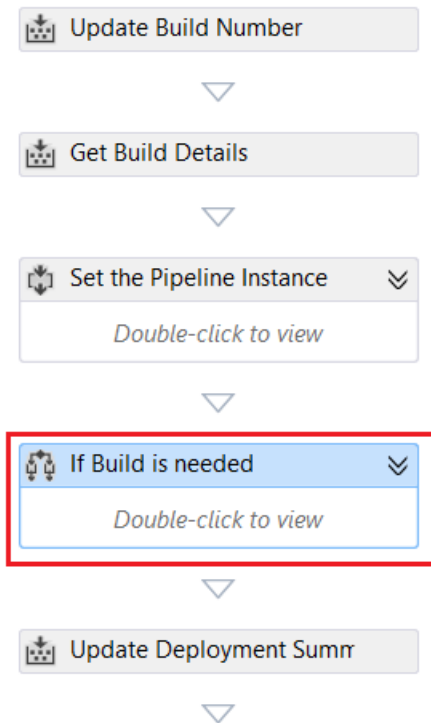 Update Build Number
Get Build Details
Set the Pipeline Instance
Double-click to view
If Build is needed
Double-click to view
Update Deployment Summ